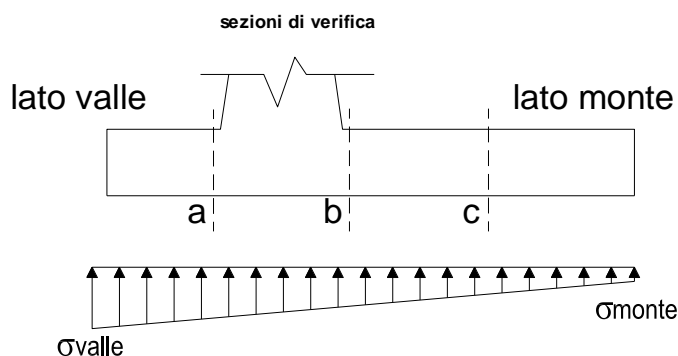 sezioni di verifica
lato valle
lato monte
a
b
c
σmonte
σvalle